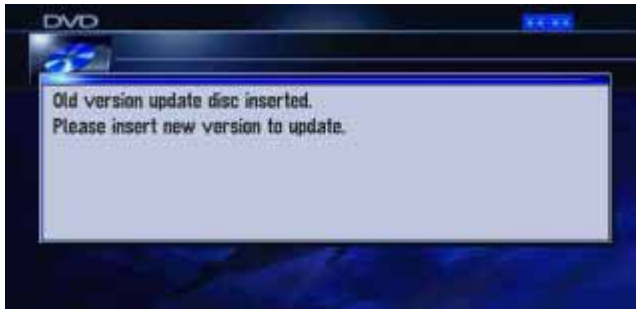 DVD
Old version update disc inserted.
Please insert new version to update.